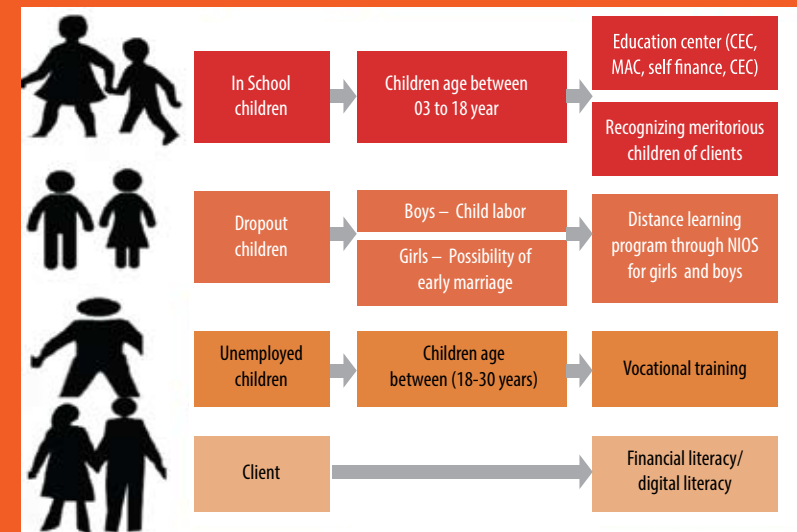 In School
children
Children age between
03 to 18 year
Education center (CEC,
MAC, self finance, CEC)
Recognizing meritorious
children of clients
Dropout
children
Boys – Child labor
Girls – Possibility of
early marriage
Distance learning
program through NIOS
for girls and boys
Unemployed
children
Children age
between (18-30 years)
Vocational training
Client
Financial literacy/
digital literacy